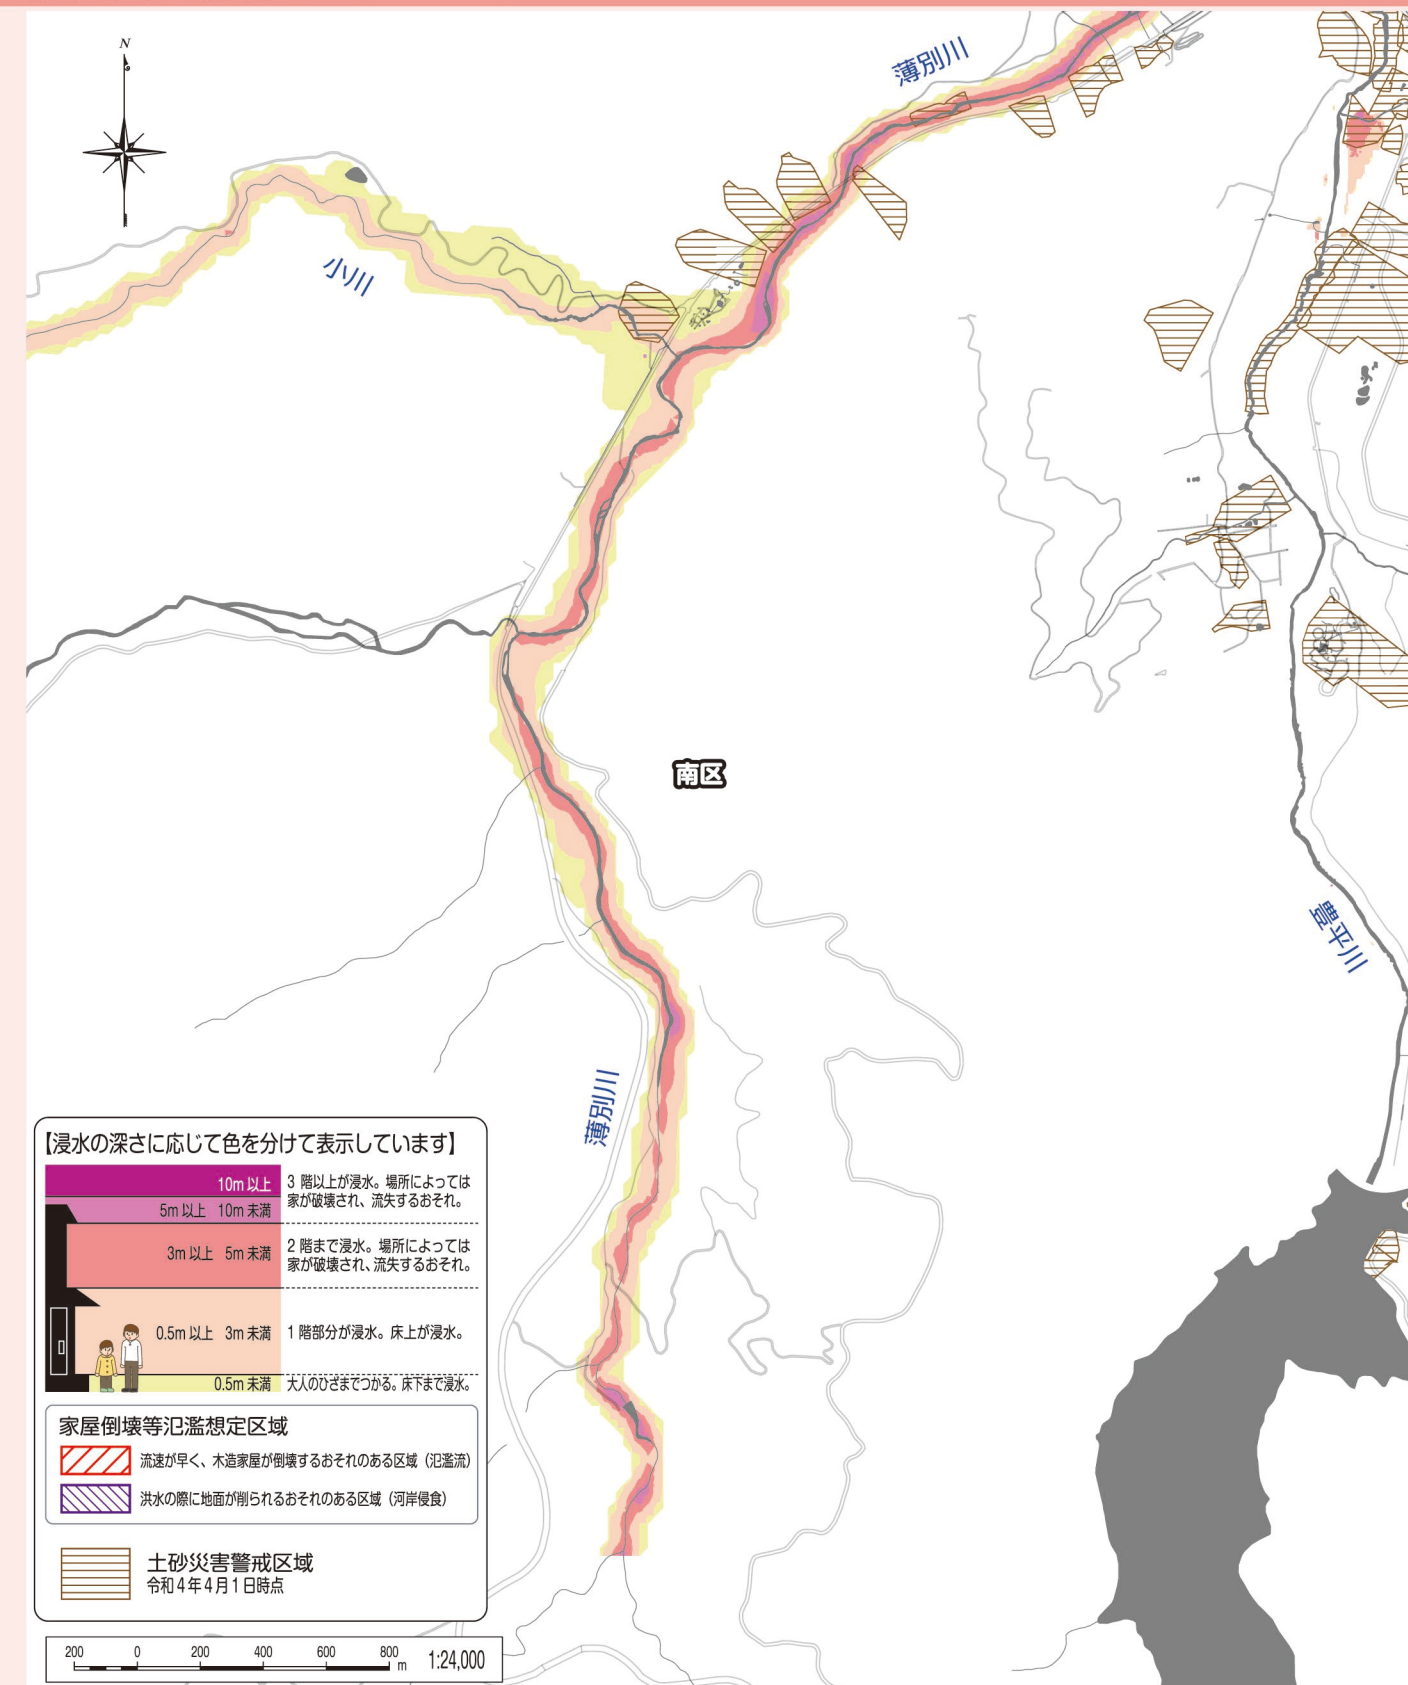 N
薄別川
小川
南区
豊平川
薄別川
【浸水の深さに応じて色を分けて表示しています】
10m 以上
5m 以上 10m 未満
3 階以上が浸水。場所によっては
家が破壊され、流失するおそれ。
3m 以上 5m 未満
2 階まで浸水。場所によっては
家が破壊され、流失するおそれ。
0.5m 以上 3m 未満
1 階部分が浸水。床上が浸水。
0.5m 未満
大人のひざまでつかる。床下まで浸水。
家屋倒壊等氾濫想定区域
流速が早く、木造家屋が倒壊するおそれのある区域（氾濫流）
洪水の際に地面が削られるおそれのある区域（河岸侵食）
土砂災害警戒区域
令和4年4月1日時点
200 0 200 400 600 800 m 1:24,000